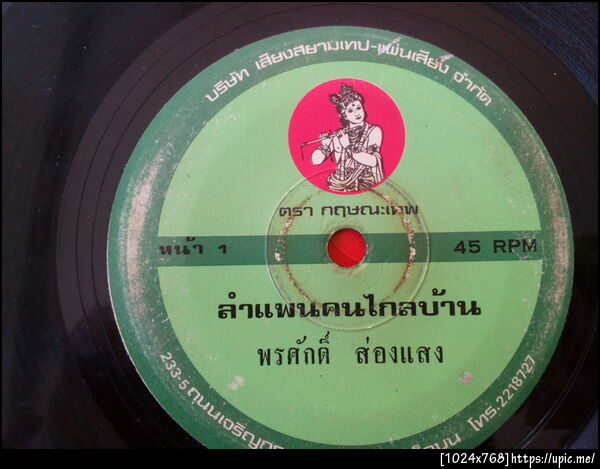 บริษัท เสียงสยามเทป-แผ่นเสียง จำกัด
ตรา กฤษณะเทพ
หน้า 1 45 RPM
ลำแพนคนไกลบ้าน
พรศักดิ์ ส่องแสง
233-5 ถนนเจริญ โทร.2218727
[1024x768]https://upic.me/